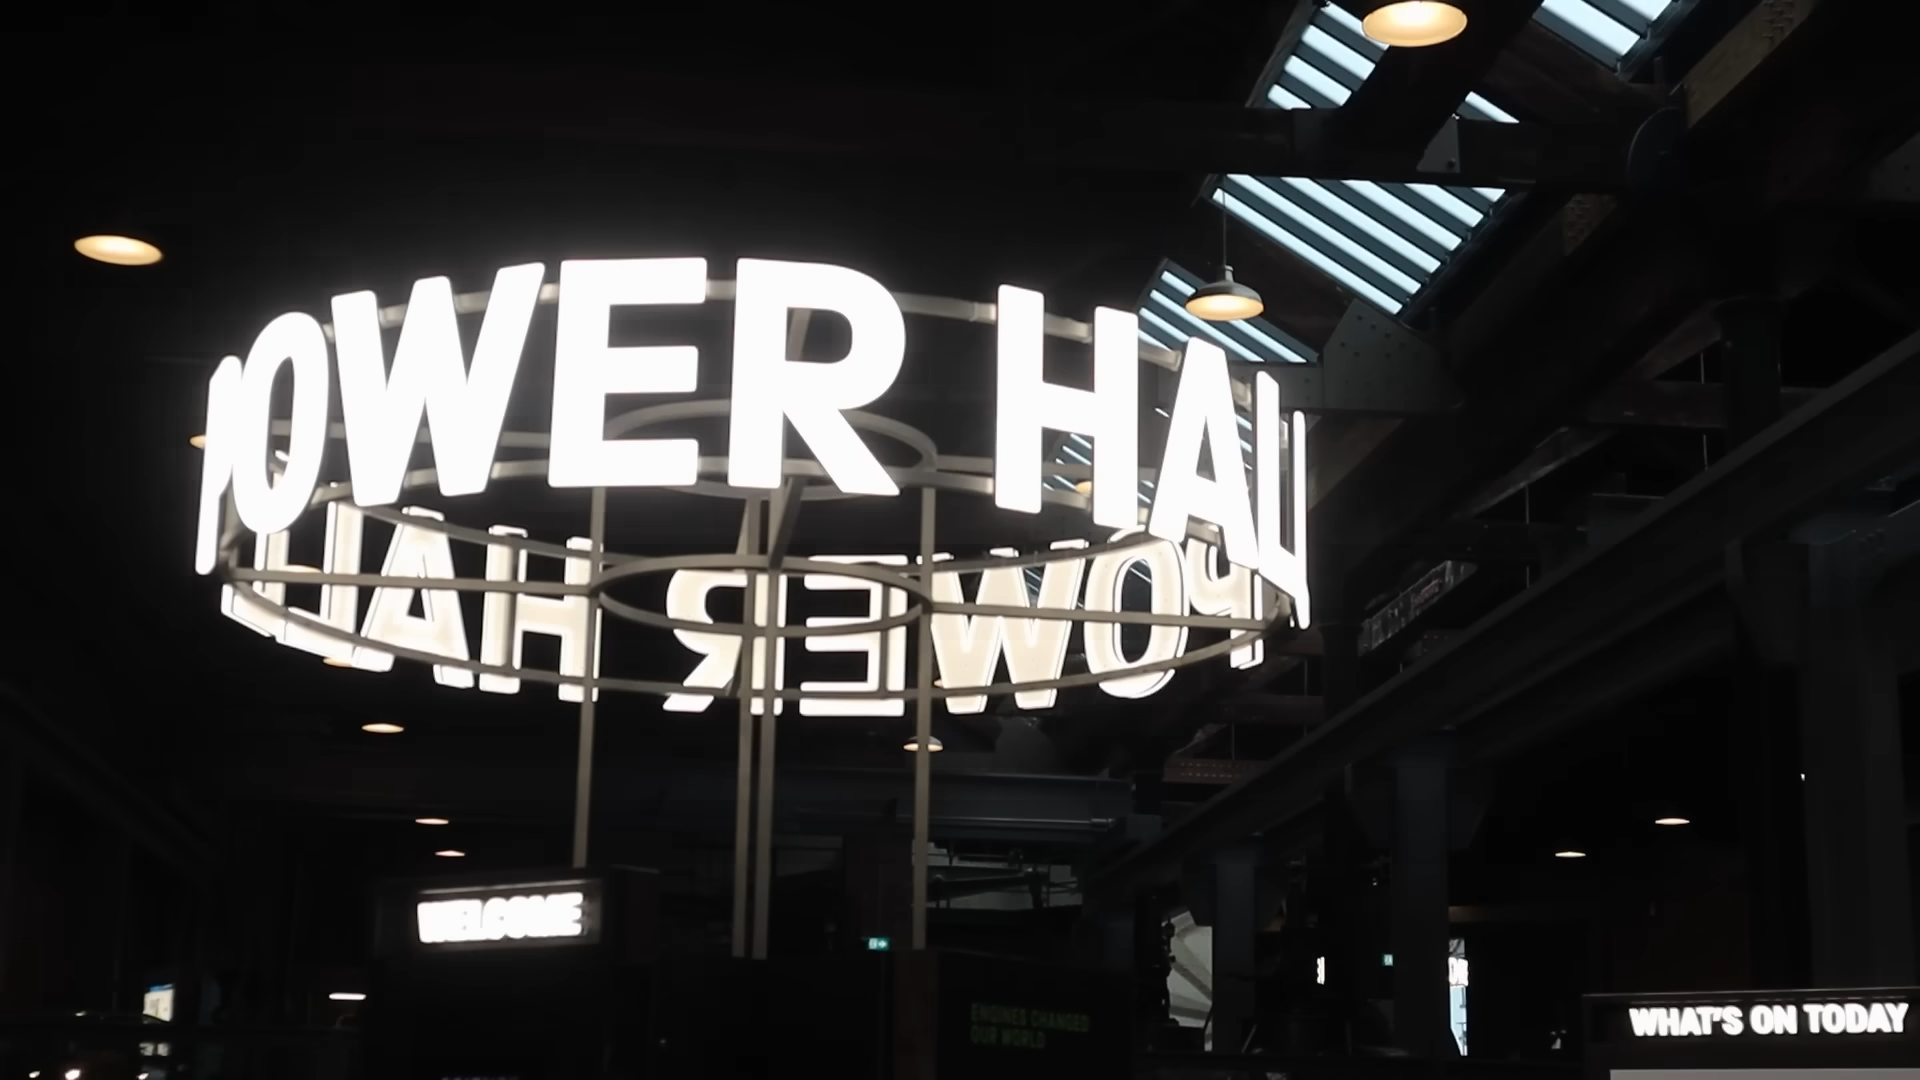 POWER HALL
POWER HALL
WELCOME
ENGINES CHANGED
OUR WORLD
WHAT'S ON TODAY